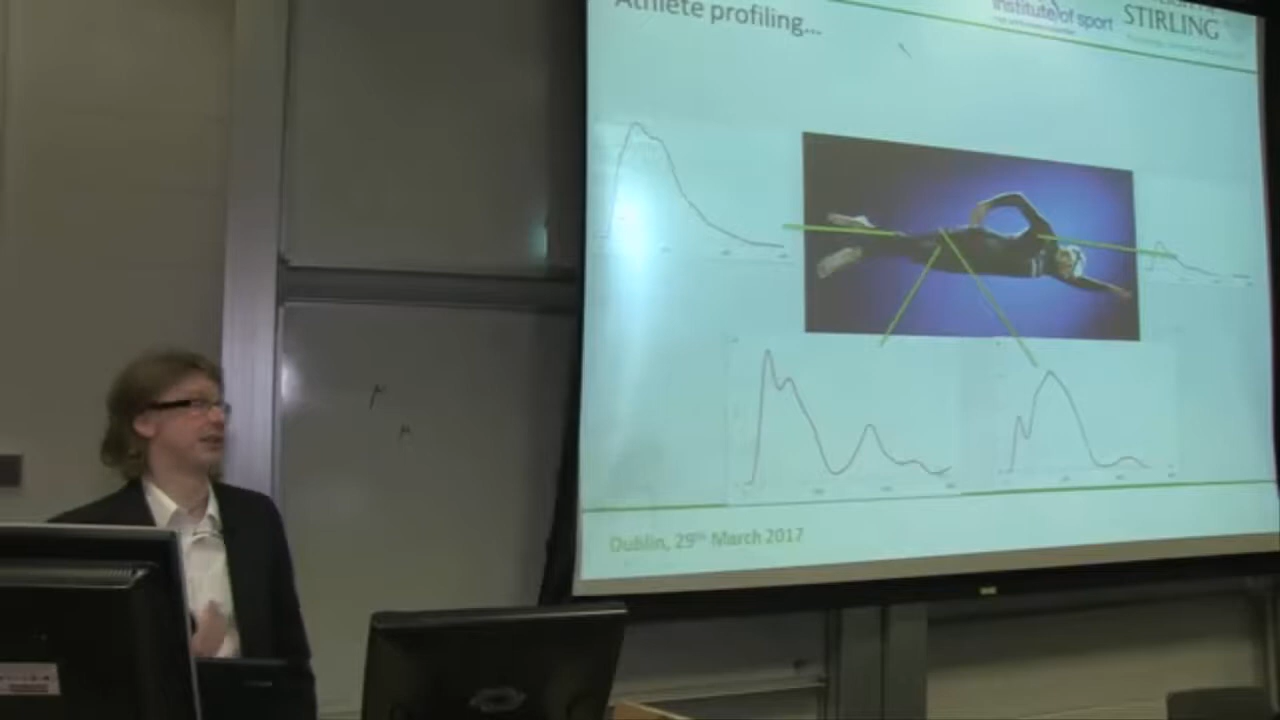 Athlete profiling...
institute of sport
STIRLING
Dublin, 29th March 2017